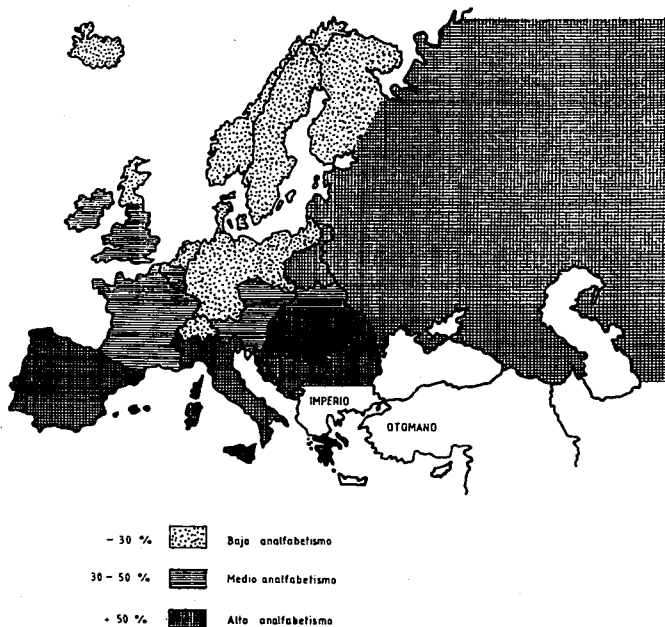 IMPERIO
OTOMANO
- 30 % Bajo analfabetismo
30 - 50 % Medio analfabetismo
+ 50 % Alto analfabetismo